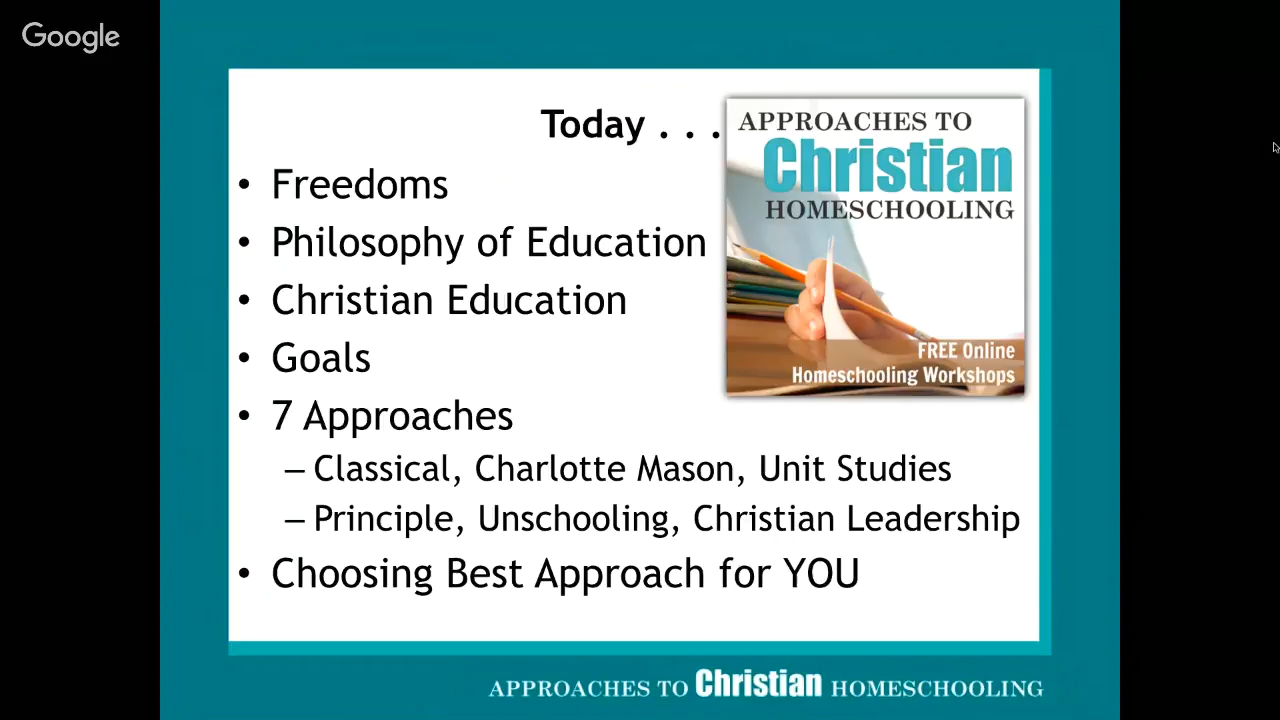 Google
Today . . .
• Freedoms
• Philosophy of Education
• Christian Education
• Goals
• 7 Approaches
– Classical, Charlotte Mason, Unit Studies
– Principle, Unschooling, Christian Leadership
• Choosing Best Approach for YOU
APPROACHES TO
Christian
HOMESCHOOLING
FREE Online
Homeschooling Workshops
APPROACHES TO Christian HOMESCHOOLING